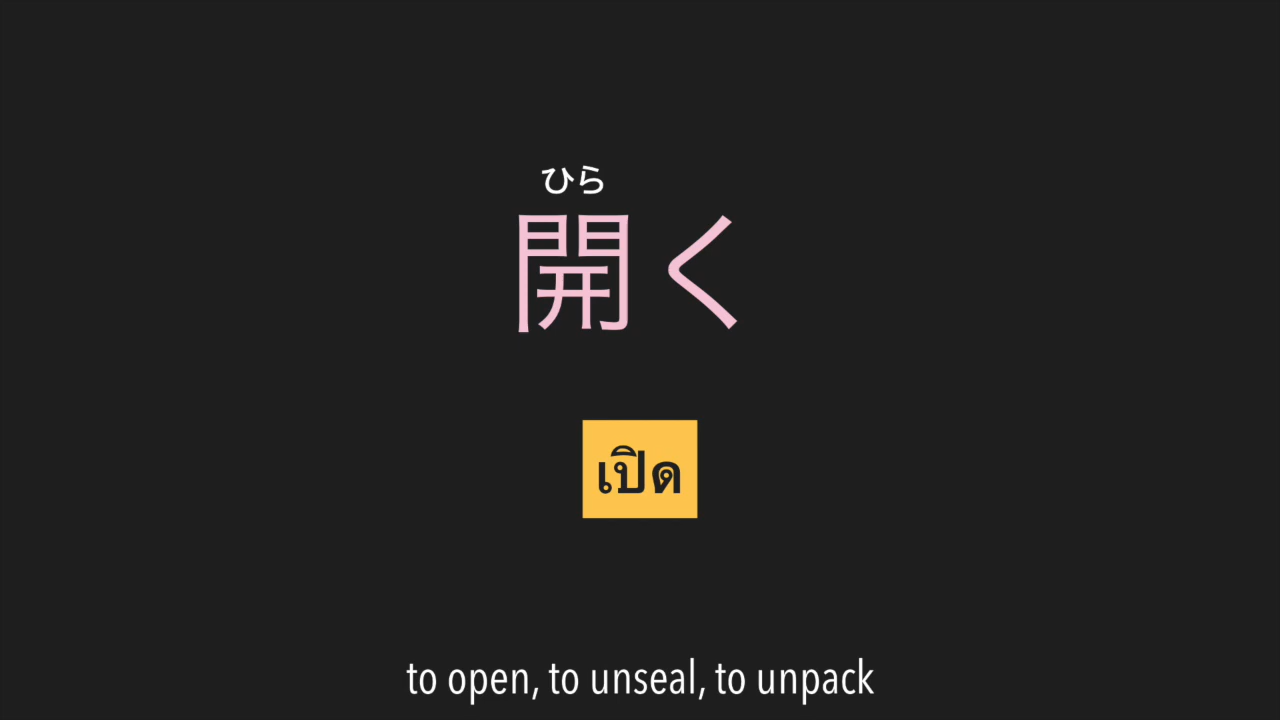 ひら
開く
เปิด
to open, to unseal, to unpack